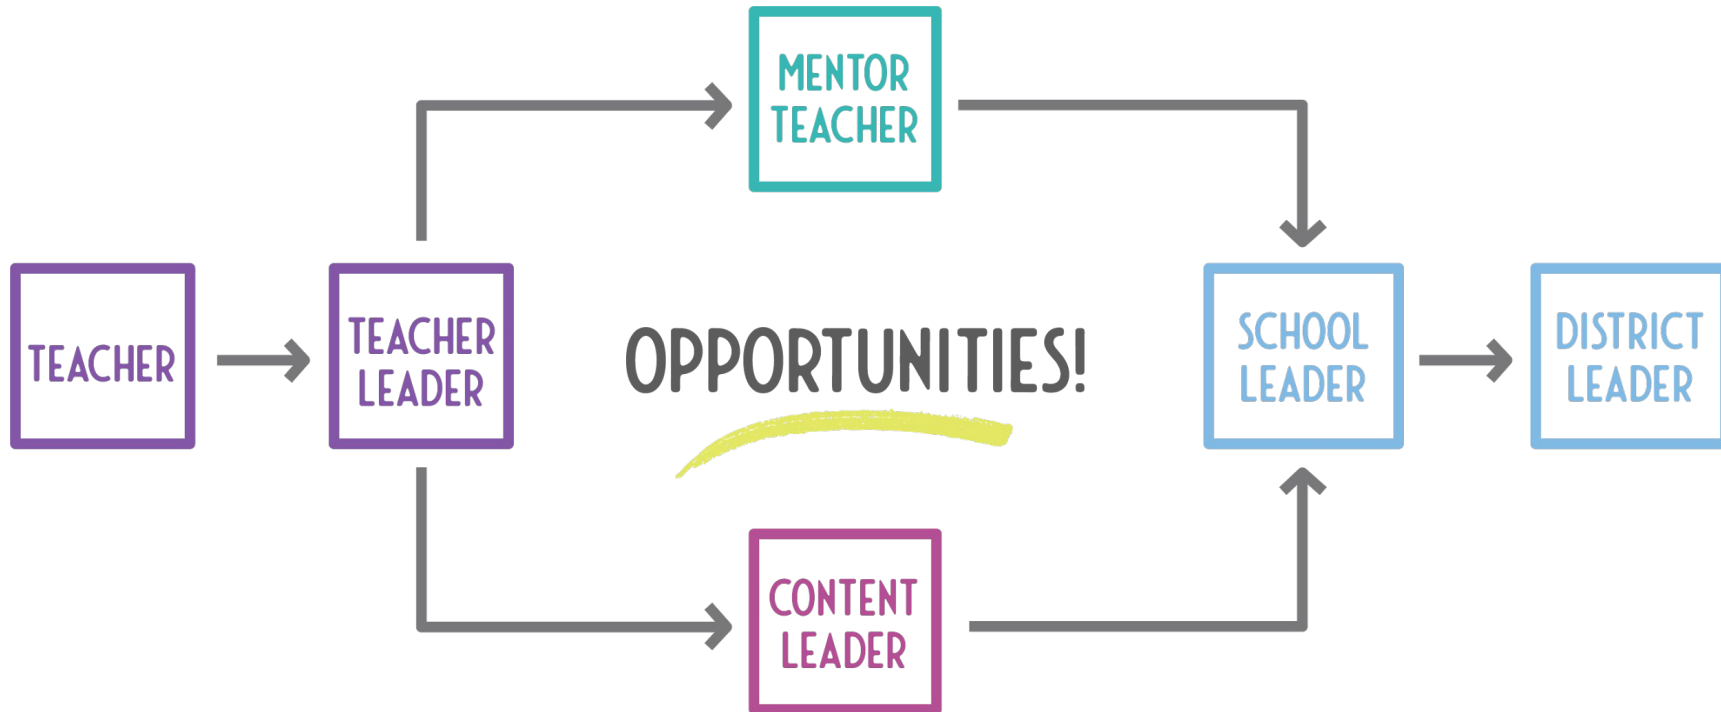 MENTOR
TEACHER
TEACHER
TEACHER
LEADER
OPPORTUNITIES!
SCHOOL
LEADER
DISTRICT
LEADER
CONTENT
LEADER